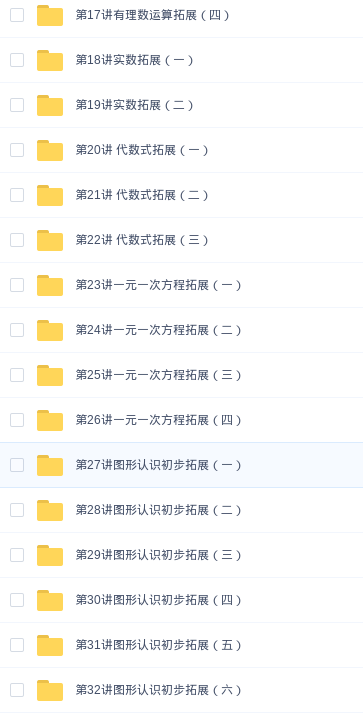 第17讲有理数运算拓展（四）
第18讲实数拓展（一）
第19讲实数拓展（二）
第20讲 代数式拓展（一）
第21讲 代数式拓展（二）
第22讲 代数式拓展（三）
第23讲一元一次方程拓展（一）
第24讲一元一次方程拓展（二）
第25讲一元一次方程拓展（三）
第26讲一元一次方程拓展（四）
第27讲图形认识初步拓展（一）
第28讲图形认识初步拓展（二）
第29讲图形认识初步拓展（三）
第30讲图形认识初步拓展（四）
第31讲图形认识初步拓展（五）
第32讲图形认识初步拓展（六）